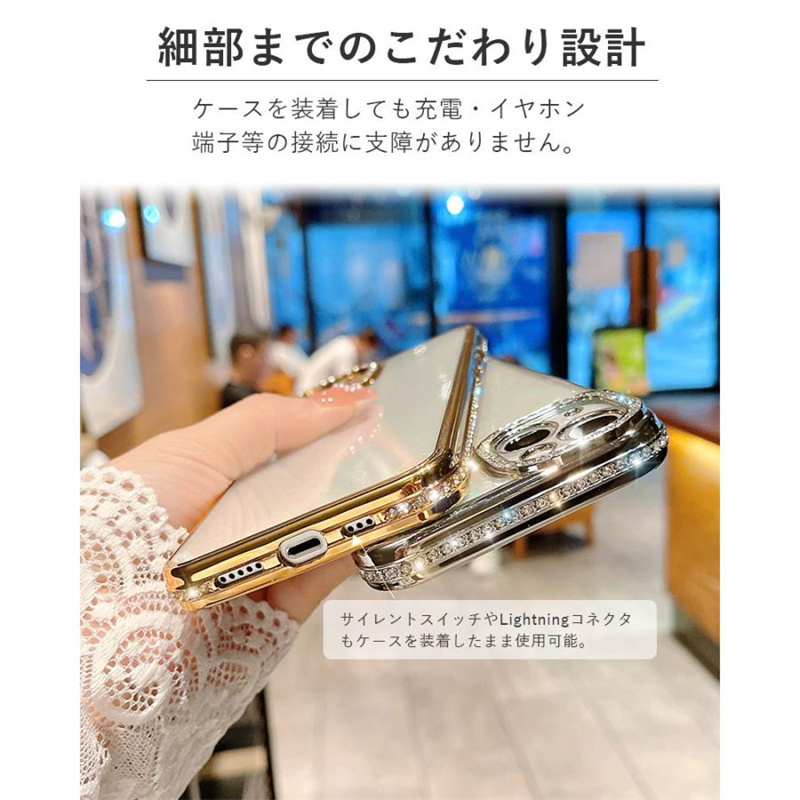 細部までのこだわり設計
ケースを装着しても充電・イヤホン
端子等の接続に支障がありません。
サイレントスイッチやLightningコネクタ
もケースを装着したまま使用可能。